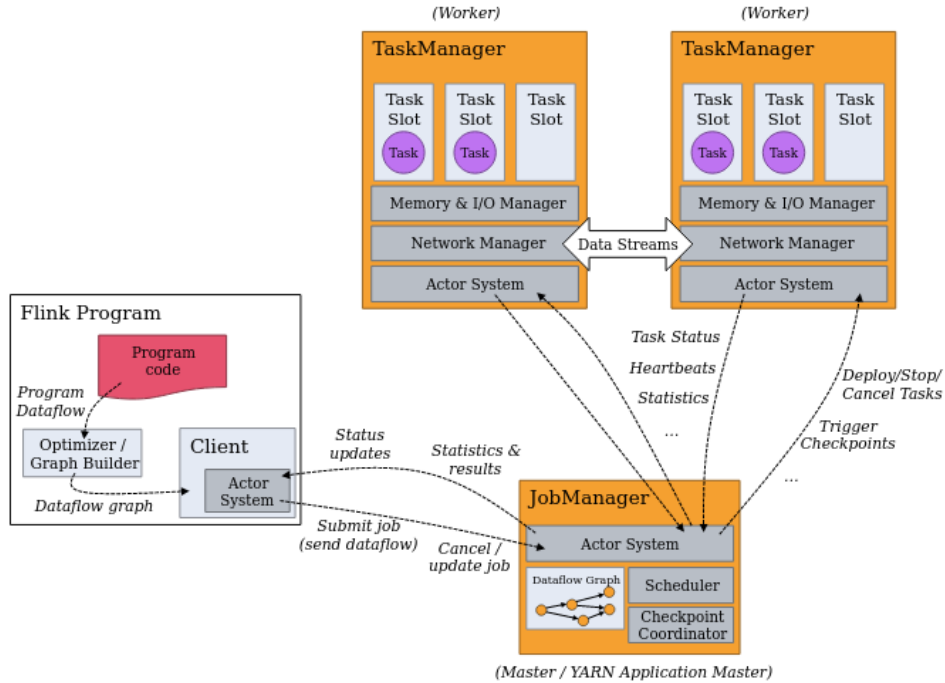 (Worker)
(Worker)
TaskManager
TaskManager
Task
Slot
Task
Task
Slot
Task
Task
Slot
Task
Slot
Task
Task
Slot
Task
Task
Slot
Memory & I/O Manager
Memory & I/O Manager
Network Manager
Data Streams
Network Manager
Actor System
Actor System
Flink Program
Program
code
Program
Dataflow
Optimizer /
Graph Builder
Dataflow graph
Client
Actor
System
Status
updates
Statistics &
results
Submit job
(send dataflow)
Cancel /
update job
Task Status
Heartbeats
Statistics
...
Deploy/Stop/
Cancel Tasks
Trigger
Checkpoints
...
JobManager
Actor System
Dataflow Graph
Scheduler
Checkpoint
Coordinator
(Master / YARN Application Master)